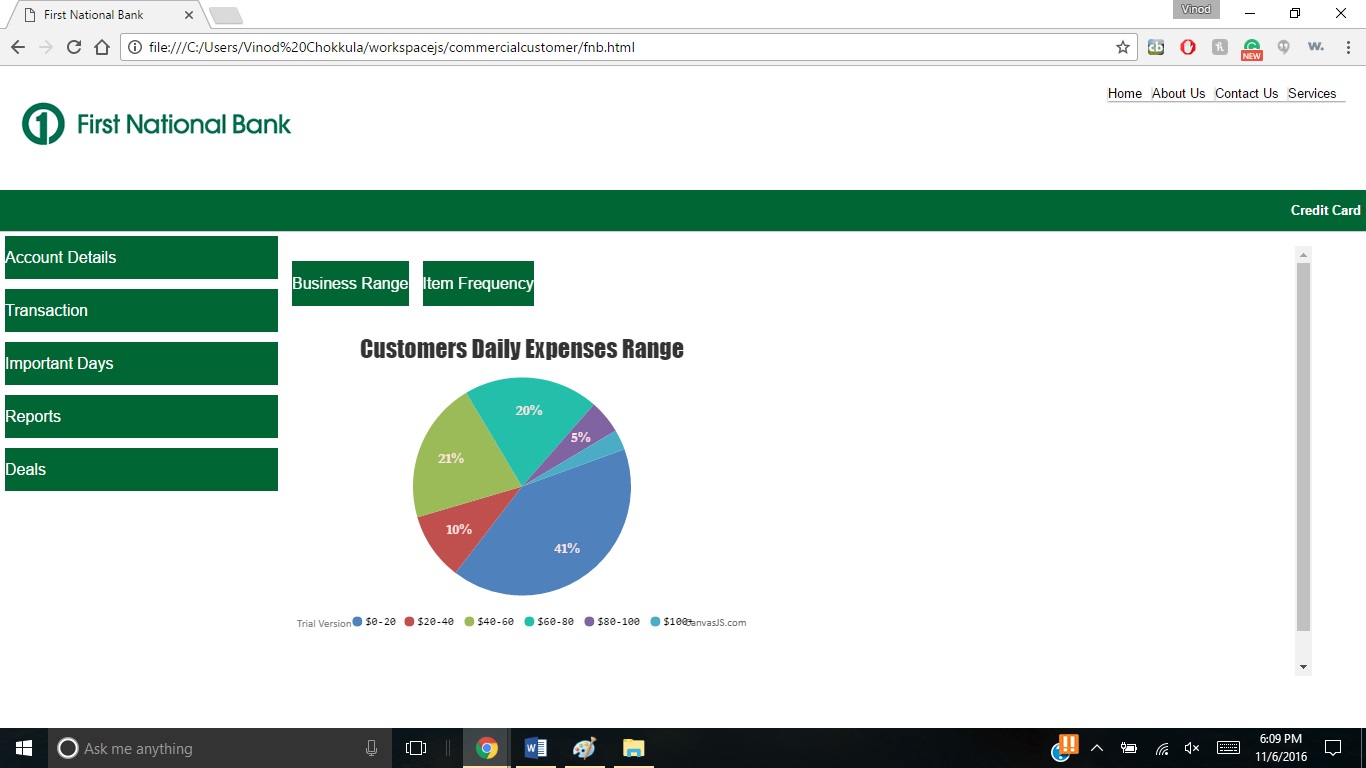 First National Bank
Vinod
file:///C:/Users/Vinod%20Chokkula/workspacejs/commercialcustomer/fnb.html
NEW
W.
Home About Us Contact Us Services
1 First National Bank
Credit Card
Account Details
Transaction
Important Days
Reports
Deals
Business Range Item Frequency
Customers Daily Expenses Range
20%
5%
21%
10%
41%
Trial Version $0-20 $20-40 $40-60 $60-80 $80-100 $100+ CanvasJS.com
Ask me anything
6:09 PM
11/6/2016